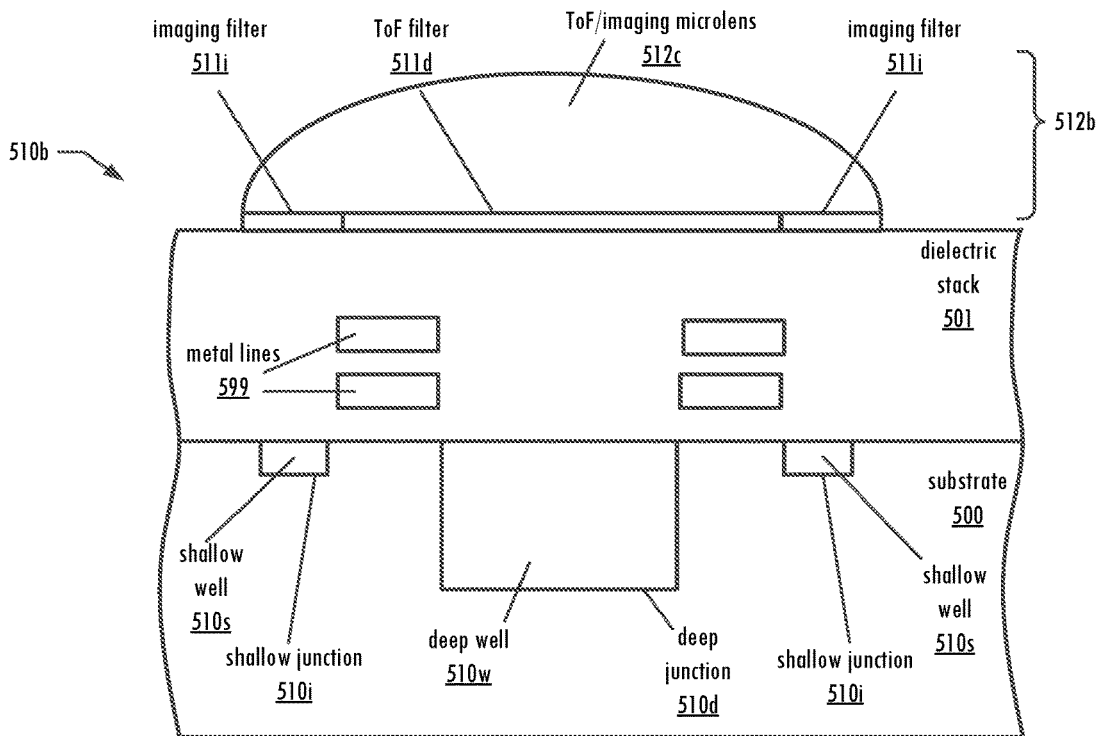 imaging filter
511i
ToF filter
511d
ToF/imaging microlens
512c
imaging filter
511i
512b
510b
dielectric
stack
501
metal lines
599
substrate
500
shallow
well
510s
shallow junction
510i
deep well
510w
deep
junction
510d
shallow junction
510i
shallow
well
510s